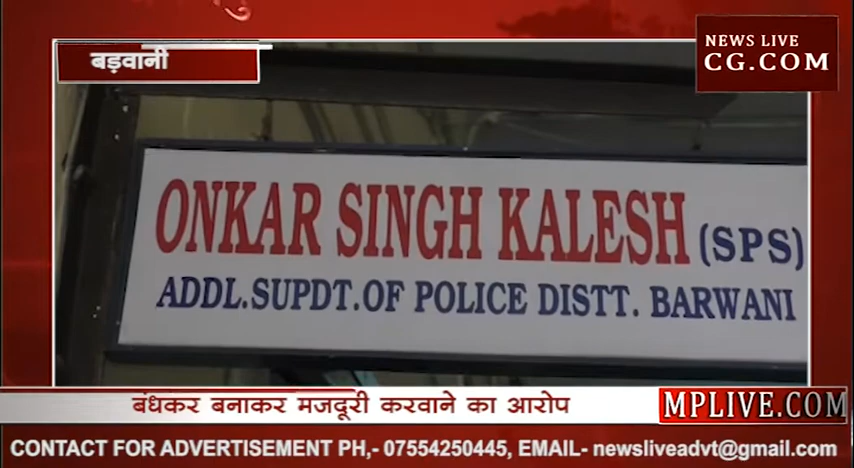 बड़वानी
NEWS LIVE
CG.COM
ONKAR SINGH KALESH (SPS)
ADDL.SUPDT.OF POLICE DISTT. BARWANI
बंधकर बनाकर मजदूरी करवाने का आरोप
MPLIVE.COM
CONTACT FOR ADVERTISEMENT PH,- 07554250445, EMAIL- newsliveadvt@gmail.com